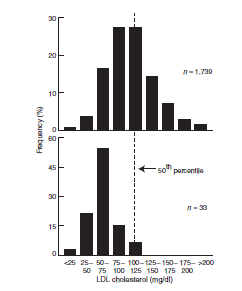 30
20
10
0
n = 1,739
Frequency (%)
60
45
30
15
0
50th percentile
n = 33
<25 25– 50– 75– 100– 125– 150– 175– >200
50 75 100 125 150 175 200
LDL cholesterol (mg/dl)